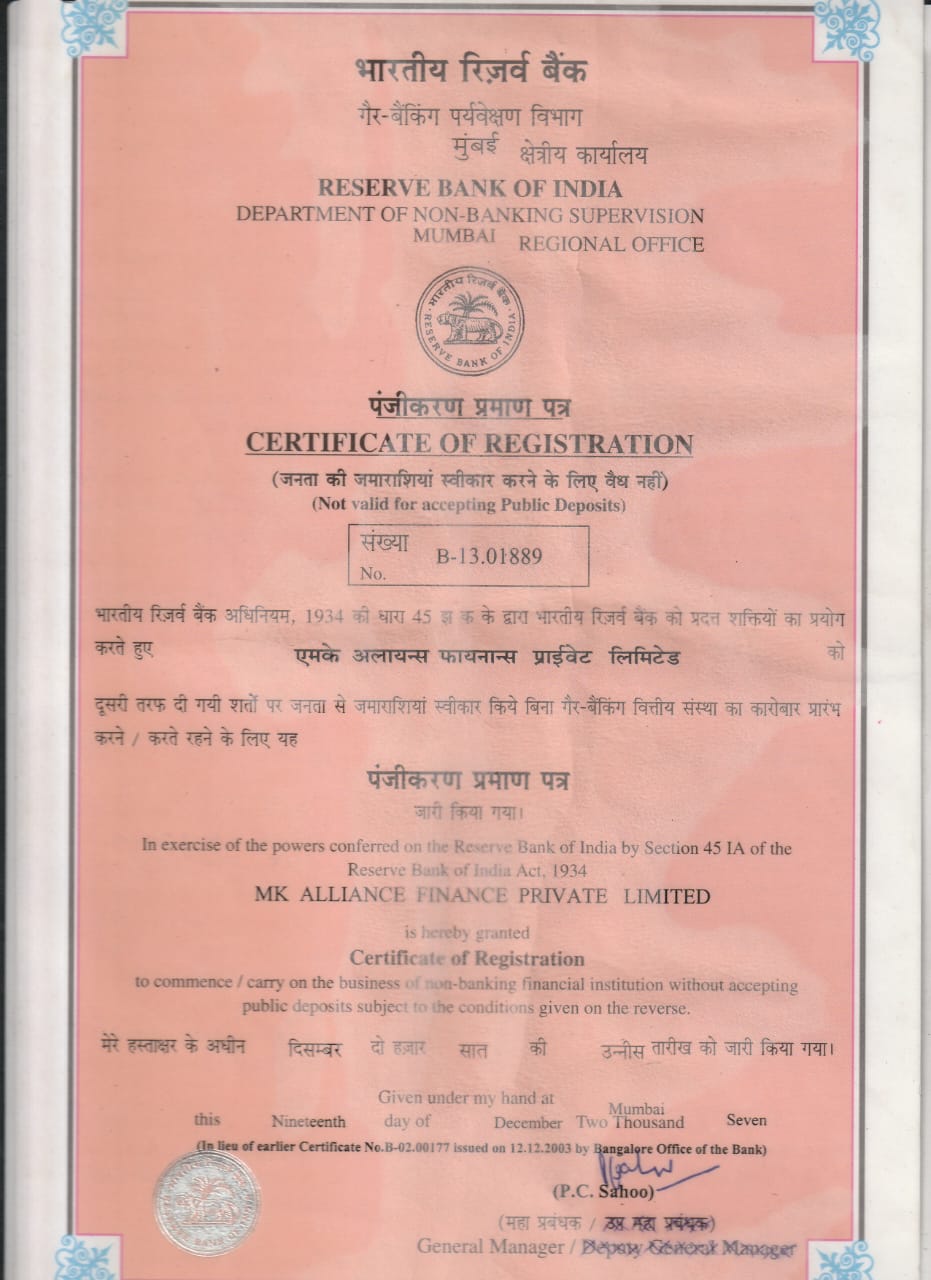 भारतीय रिज़र्व बैंक
गैर-बैंकिंग पर्यवेक्षण विभाग
मुंबई क्षेत्रीय कार्यालय
RESERVE BANK OF INDIA
DEPARTMENT OF NON-BANKING SUPERVISION
MUMBAI REGIONAL OFFICE
भारतीय रिज़र्व बैंक
RESERVE BANK OF INDIA
पंजीकरण प्रमाण पत्र
CERTIFICATE OF REGISTRATION
(जनता की जमाराशियां स्वीकार करने के लिए वैध नहीं)
(Not valid for accepting Public Deposits)
संख्या
No. B-13.01889
भारतीय रिज़र्व बैंक अधिनियम, 1934 की धारा 45 झ क के द्वारा भारतीय रिज़र्व बैंक को प्रदत्त शक्तियों का प्रयोग
करते हुए एमके अलायन्स फायनान्स प्राईवेट लिमिटेड को
दूसरी तरफ दी गयी शर्तों पर जनता से जमाराशियां स्वीकार किये बिना गैर-बैंकिंग वित्तीय संस्था का कारोबार प्रारंभ
करने / करते रहने के लिए यह
पंजीकरण प्रमाण पत्र
जारी किया गया।
In exercise of the powers conferred on the Reserve Bank of India by Section 45 IA of the
Reserve Bank of India Act, 1934
MK ALLIANCE FINANCE PRIVATE LIMITED
is hereby granted
Certificate of Registration
to commence / carry on the business of non-banking financial institution without accepting
public deposits subject to the conditions given on the reverse.
मेरे हस्ताक्षर के अधीन दिसम्बर दो हज़ार सात की उन्नीस तारीख को जारी किया गया।
Given under my hand at Mumbai
this Nineteenth day of December Two Thousand Seven
(In lieu of earlier Certificate No.B-02.00177 issued on 12.12.2003 by Bangalore Office of the Bank)
(P.C. Sahoo)
(महा प्रबंधक / उप महा प्रबंधक)
General Manager / Deputy General Manager